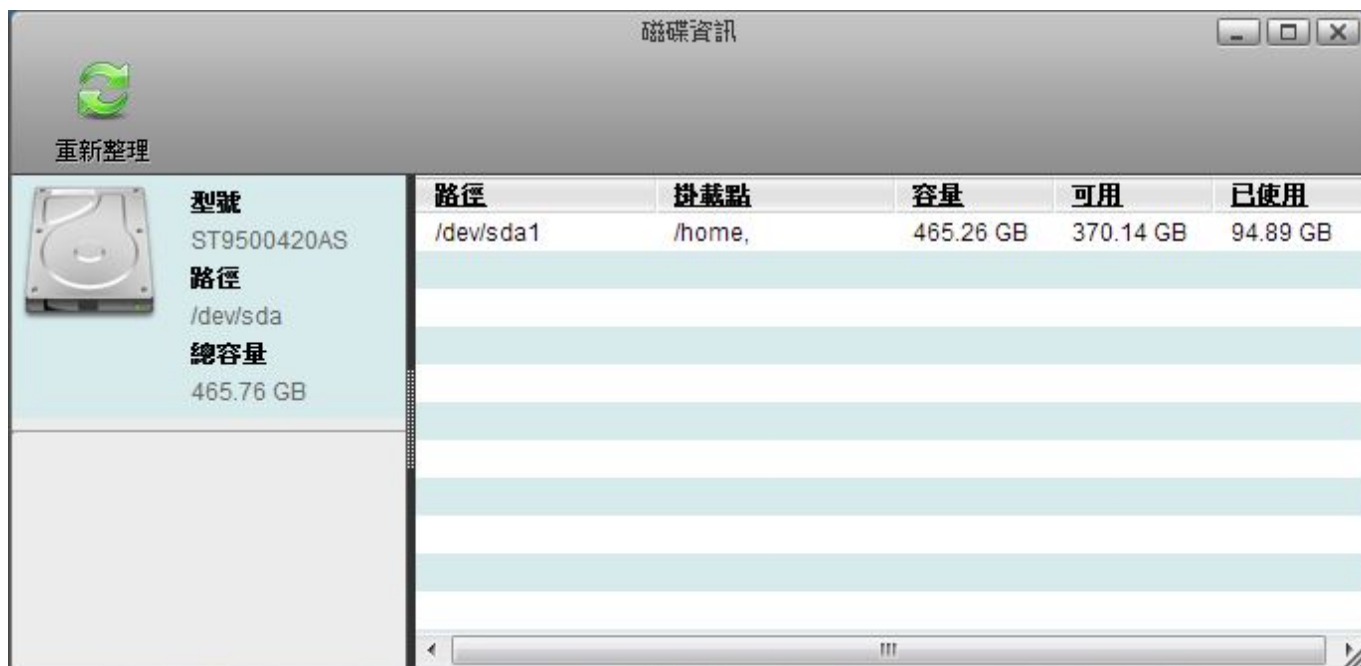 磁碟資訊
重新整理
型號
ST9500420AS
路徑
/dev/sda
總容量
465.76 GB
路徑 掛載點 容量 可用 已使用
/dev/sda1 /home, 465.26 GB 370.14 GB 94.89 GB